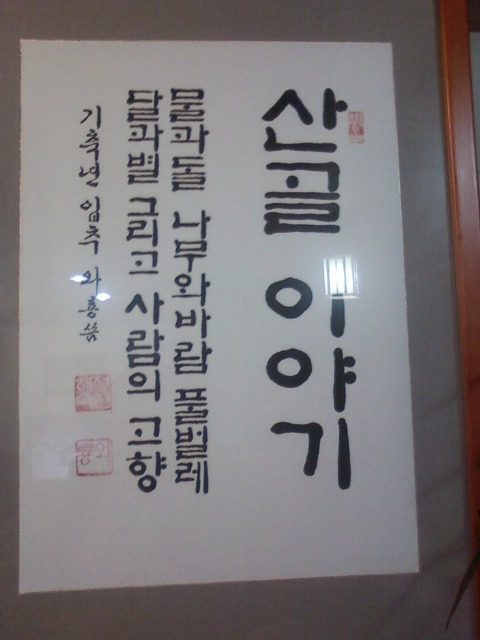 산골 이야기
물과돌 나무와바람 풀벌레
달과별 그리고 사람의 고향
기축년 입추 와룡 씀